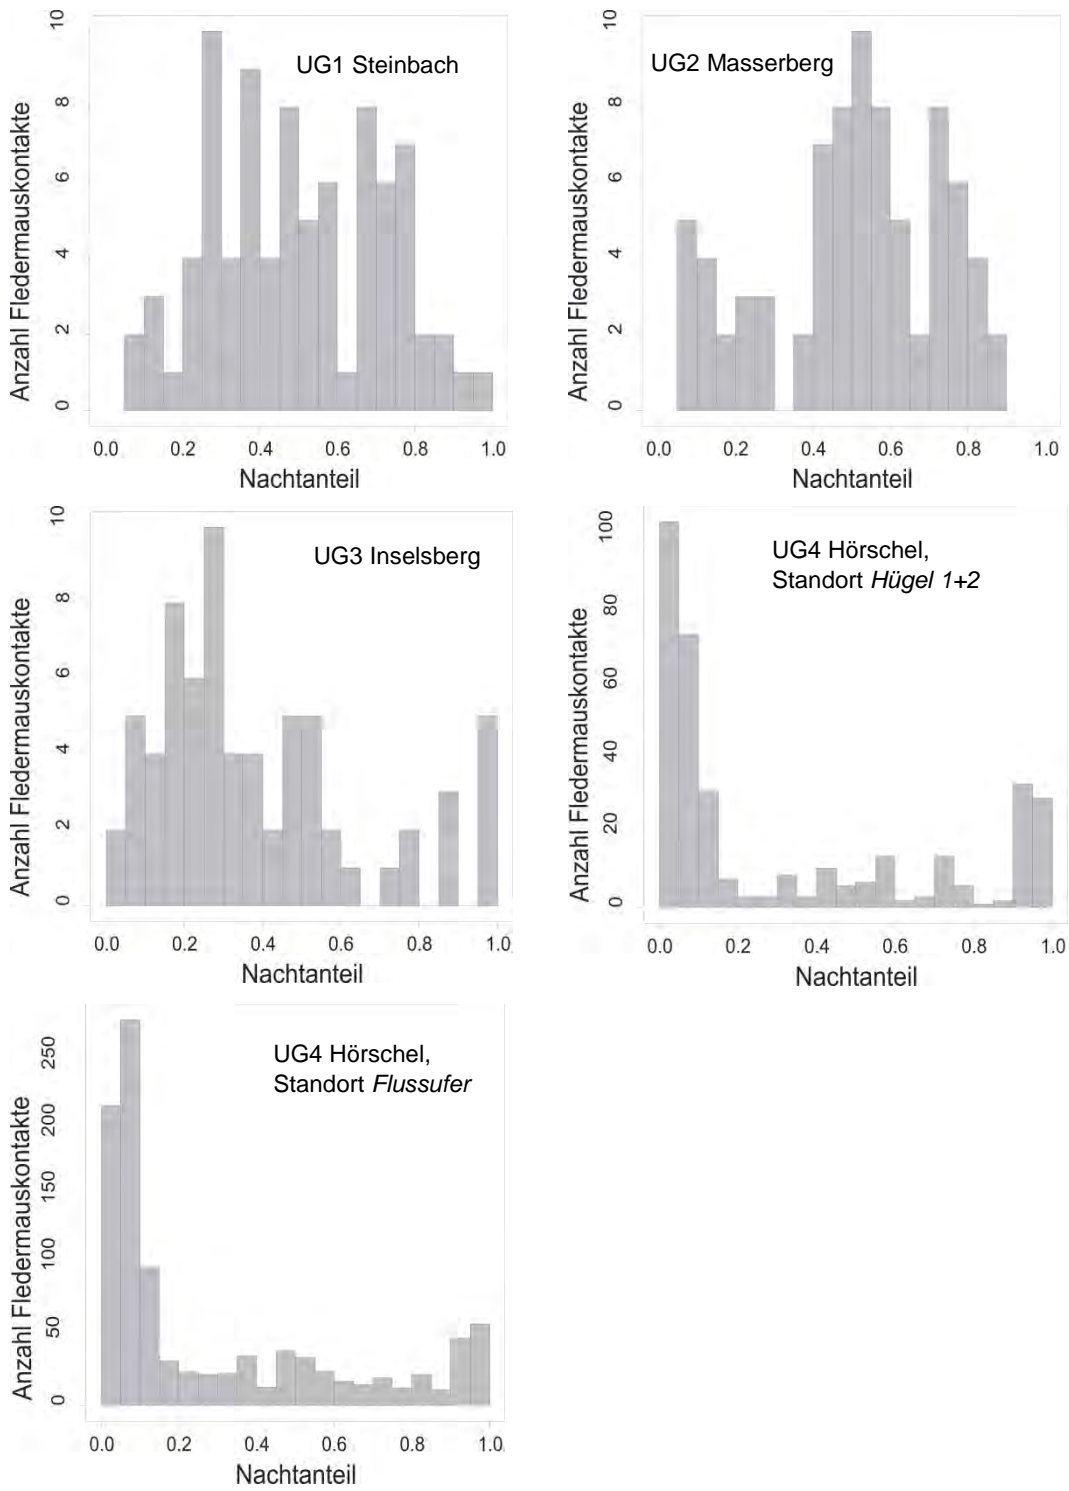 UG1 Steinbach
Anzahl Fledermauskontakte
0 2 4 6 8 10
0.0 0.2 0.4 0.6 0.8 1.0
Nachtanteil
UG2 Masserberg
Anzahl Fledermauskontakte
0 2 4 6 8 10
0.0 0.2 0.4 0.6 0.8 1.0
Nachtanteil
UG3 Inselsberg
Anzahl Fledermauskontakte
0 2 4 6 8 10
0.0 0.2 0.4 0.6 0.8 1.0
Nachtanteil
UG4 Hörschel,
Standort Hügel 1+2
Anzahl Fledermauskontakte
0 20 40 60 80 100
0.0 0.2 0.4 0.6 0.8 1.0
Nachtanteil
UG4 Hörschel,
Standort Flussufer
Anzahl Fledermauskontakte
0 50 100 150 200 250
0.0 0.2 0.4 0.6 0.8 1.0
Nachtanteil